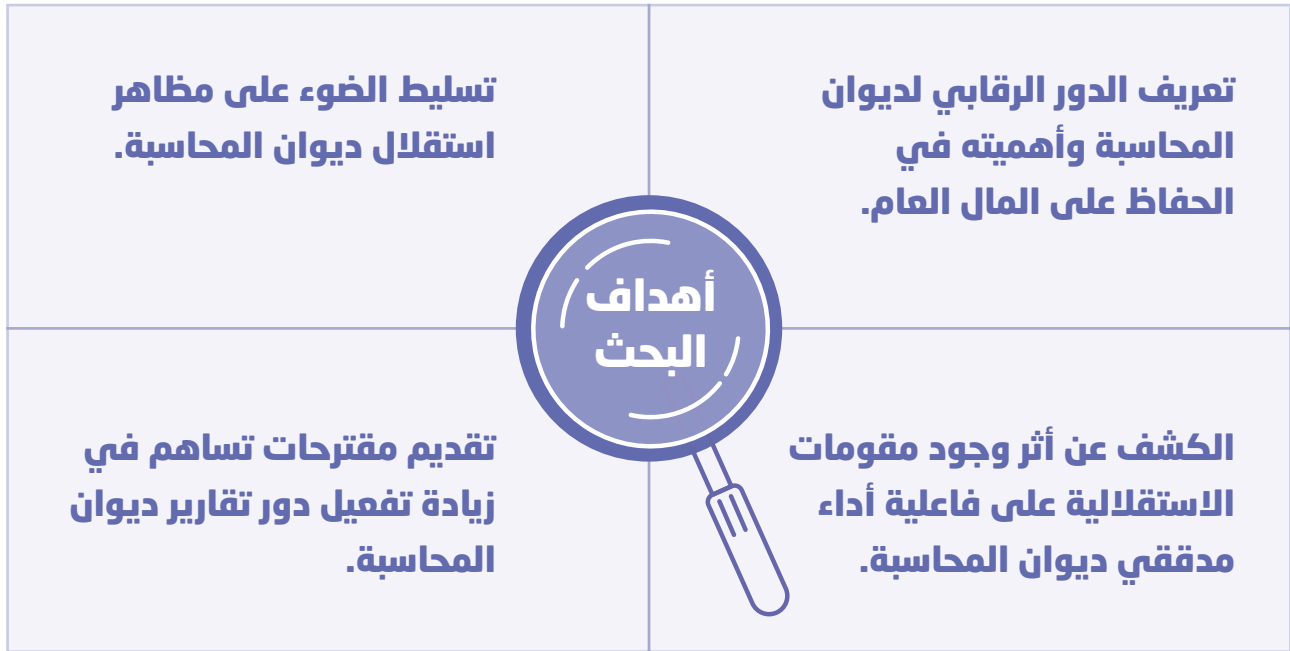 أهداف
البحث
تعريف الدور الرقابي لديوان
المحاسبة وأهميته في
الحفاظ على المال العام.
تسليط الضوء على مظاهر
استقلال ديوان المحاسبة.
الكشف عن أثر وجود مقومات
الاستقلالية على فاعلية أداء
مدققي ديوان المحاسبة.
تقديم مقترحات تساهم في
زيادة تفعيل دور تقارير ديوان
المحاسبة.